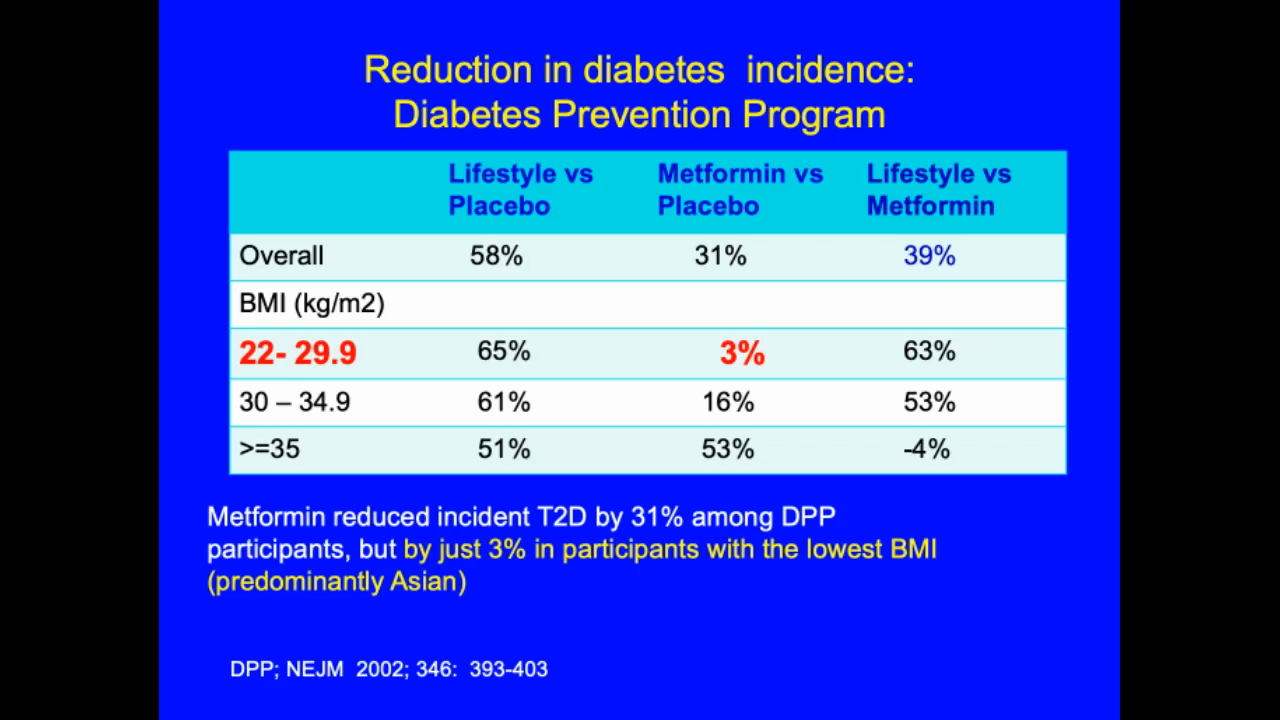 Reduction in diabetes  incidence:
Diabetes Prevention Program
Lifestyle vs Placebo Metformin vs Placebo Lifestyle vs Metformin
Overall 58% 31% 39%
BMI (kg/m2)
22- 29.9 65% 3% 63%
30 – 34.9 61% 16% 53%
>=35 51% 53% -4%
Metformin reduced incident T2D by 31% among DPP
participants, but by just 3% in participants with the lowest BMI
(predominantly Asian)
DPP; NEJM  2002; 346:  393-403